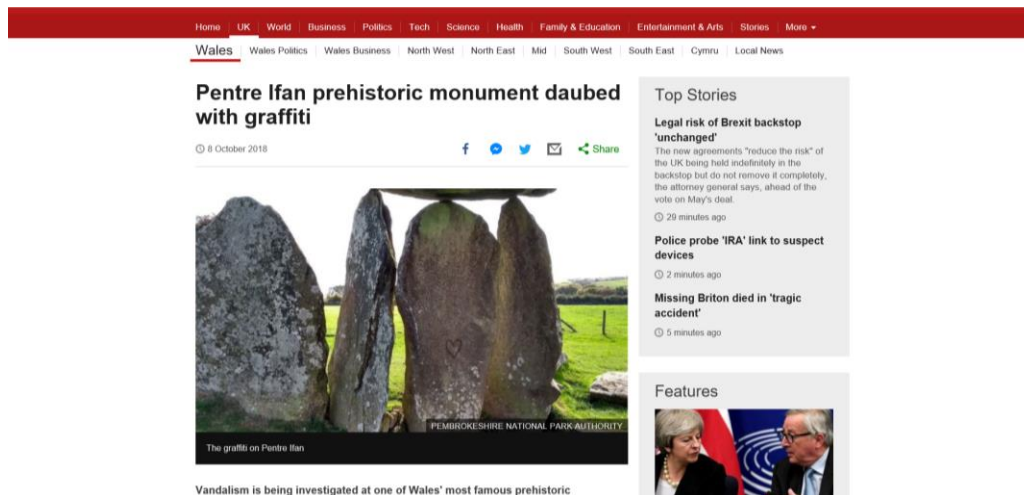 Home UK World Business Politics Tech Science Health Family & Education Entertainment & Arts Stories More
Wales Wales Politics Wales Business North West North East Mid South West South East Cymru Local News
Pentre Ifan prehistoric monument daubed
with graffiti
8 October 2018
Share
PEMBROKESHIRE NATIONAL PARK AUTHORITY
The graffiti on Pentre Ifan
Vandalism is being investigated at one of Wales' most famous prehistoric
Top Stories
Legal risk of Brexit backstop
'unchanged'
The new agreements "reduce the risk" of
the UK being held indefinitely in the
backstop but do not remove it completely,
the attorney general says, ahead of the
vote on May's deal.
29 minutes ago
Police probe 'IRA' link to suspect
devices
2 minutes ago
Missing Briton died in 'tragic
accident'
5 minutes ago
Features